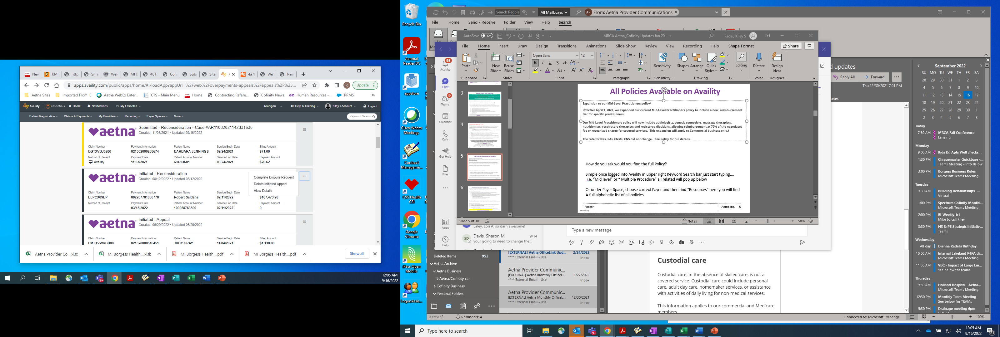 New
KMI
http
Sma
Welc
MI E
481c
Con
Sub
Site
4a7
We'
New
apps.availity.com/public/apps/home/#!/loadApp?appUrl=%2Fweb%2Foverpayments-appeals%2Fappeals%2F%23...
K
Update
Aetna Sites
Imported From IE
Aetna WebEx Enter...
CTS - Main Menu
Home
Contracting Refere...
Cofinity News
Human Resources -...
PRMS
»
Availity
essentials
Home
Notifications
My Favorites
Michigan
Help & Training
Kiley's Account
Logout
Patient Registration
Claims & Payments
My Providers
Reporting
Payer Spaces
More
Keyword Search
aetna
Submitted - Reconsideration · Case #AR11082021142331636
Created: 11/08/2021 · Updated 09/16/2022
Claim Number
Payment Information
Patient Name
Service Begin Date
Billed Amount
EGTXVBJ3200
821302000268574
BARBARA JENNINGS
09/24/2021
$71.00
Method of Receipt
Payment Date
Patient Account Number
Service End Date
Payment Amount
Availity
11/03/2021
694360-01
09/24/2021
$26.62
aetna
Initiated - Reconsideration
Created: 08/12/2022 · Updated 08/12/2022
Complete Dispute Request
Delete Initiated Appeal
View Details
Claim Number
Payment Information
Patient Name
Service Begin Date
ELPCX09BP
882207701000778
Robert Saldana
02/11/2022
$167,473.26
Method of Receipt
Payment Date
Patient Account Number
Service End Date
Payment Amount
03/18/2022
100058763500
02/11/2022
0
aetna
Initiated - Appeal
Created: 06/29/2022 · Updated 06/29/2022
Claim Number
Payment Information
Patient Name
Service Begin Date
Billed Amount
EMTXVWRBH00
821328000516451
JUDY GRAY
11/04/2021
$1,130.00
Aetna Provider Co....xlsx
MI Borgess Health....xlsb
MI Borgess Health....pdf
MI Borgess Health....pdf
Show all
12:05 AM
9/16/2022
Recycle Bin
Acrobat
Reader DC
appstore
Cisco Webex
Meetings
Contract
Manageme...
CVS Health
CSI
Google
Chrome
iPass Open
Mobile
LogonAssis...
Search People
All Mailboxes
AP
From: Aetna Provider Communications
File
Home
Send / Receive
Folder
View
Help
Search
98
Activity
Chat
Teams
Calendar
Calls
Get Help
Files
Apps
Help
AutoSave
Off
MRCA Aetna_Cofinity Updates Jan 20...
Radel, Kiley S
File
Home
Insert
Draw
Design
Transitions
Animations
Slide Show
Review
View
Recording
Help
Shape Format
Share
Paste
New
Slide
Reuse
Slides
Open Sans
12
Sensitivity
Shapes
Arrange
Quick
Styles
Editing
Dictate
Design
Ideas
Clipboard
Slides
Font
Paragraph
Sensitivity
Drawing
Voice
Designer
3
4
5
6
All Policies Available on Availity
Expansion to our Mid-Level Practitioners policy*
Effective April 1, 2022, we expanded our current Mid-Level Practitioners policy to include a new reimbursement
tier for specific practitioners.
Our Mid-Level Practitioners policy will now include audiologists, genetic counselors, massage therapists,
nutritionists, respiratory therapists and registered dietitians, allowing reimbursement at 75% of the negotiated
fee or recognized charge for covered services. (This expansion will apply to Commercial business only.)
The rate for NPs, PAs, CNMs, CNS did not change. See Policy for full details.
How do you ask would you find the full Policy?
Simple once logged into Availity in upper right Keyword Search bar just start typing....
i.e. “Mid level” or “ Multiple Procedure” all related will pop up below
Or under Payer Space, choose correct Payer and then find “Resources” here you will find
A full alphabetic list of all policies.
Footer
Aetna Inc. 5
Proprietary
Slide 5 of 18
Notes
58%
Ealey, Lori A: so darn awesome!
SD
Davis, Sharon M
9/14
your going to need to change the...
Type a new message
Deleted Items
952
Aetna Archive
Aetna Business
Aetna/Cofinity call
Cofinity Business
Personal Folders
[EXTERNAL] Aetna OfficeLink Upd...
2/24/2022
**** External Email - Use
Inbox
Aetna Provider Communic...
[EXTERNAL] Aetna monthly OfficeLi...
1/27/2022
**** External Email - Use
Inbox
Aetna Provider Communic...
[EXTERNAL] Aetna Monthly OfficeL...
12/30/2021
**** External Email - Use
Inbox
Items: 42
Reminders: 4
d updates
Reply All
Forward
Thu 12/30/2021 7:01 PM
sage.
Custodial care
Custodial care, in the absence of skilled care, is not a
covered service. Custodial care could include personal
care, adult day care, homemaker services, or assistance
with activities of daily living for non-medical services.
This information applies to our commercial and Medicare
members
Connected to: Microsoft Exchange
100%
September 2022
SU MO TU WE TH FR SA
28 29 30 31 1 2 3
4 5 6 7 8 9 10
11 12 13 14 15 16 17
18 19 20 21 22 23 24
25 26 27 28 29 30 1
2 3 4 5 6 7 8
Today
7:30 AM
MRCA Fall Conference
Lansing
Monday
9:00 AM
Kids Dr. Apts Well checks...
1:30 PM
Chragemaster Quickbase -...
Teams Meeting - Info Below
3:00 PM
Borgess Business Rules
Microsoft Teams Meeting
Tuesday
9:30 AM
Building Relationships -...
Virtual
1:00 PM
Spectrum Cofinity Monthl...
Microsoft Teams Meeting
2:00 PM
Bi-Weekly 1:1
Mike to call Kiley
3:30 PM
NS & PE Strategic Initiativ...
Teams
Wednesday
All day
Dianna Radel's Birthday
10:00 AM
Internal Lakeland P4PA di...
Microsoft Teams Meeting
11:30 AM
VBC - Impact of Large Em...
see below for teams
Thursday
9:30 AM
Holland Hospital - Aetna...
Microsoft Teams Meeting
12:30 PM
Monthly Team Meeting
See below for TEAMs
5:30 PM
Drainage meeting 6pm
Type here to search
12:05 AM
9/16/2022
21